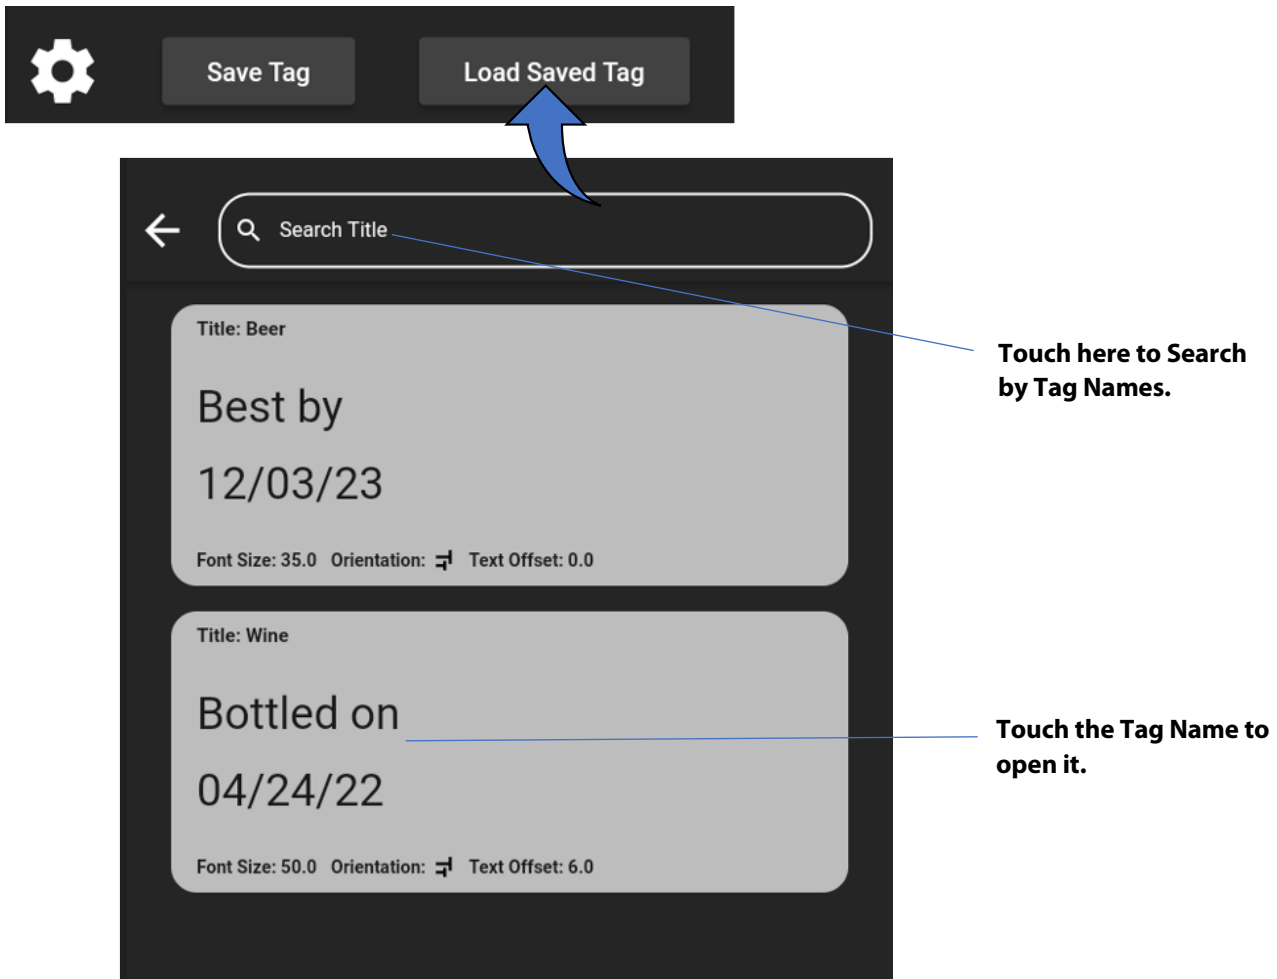 Save Tag
Load Saved Tag
Search Title
Title: Beer
Best by
12/03/23
Font Size: 35.0 Orientation: Text Offset: 0.0
Title: Wine
Bottled on
04/24/22
Font Size: 50.0 Orientation: Text Offset: 6.0
Touch here to Search
by Tag Names.
Touch the Tag Name to
open it.